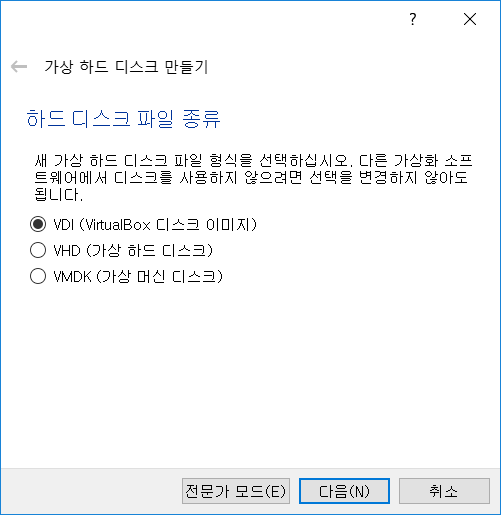 ?
가상 하드 디스크 만들기
하드 디스크 파일 종류
새 가상 하드 디스크 파일 형식을 선택하십시오. 다른 가상화 소프
트웨어에서 디스크를 사용하지 않으려면 선택을 변경하지 않아도
됩니다.
VDI (VirtualBox 디스크 이미지)
VHD (가상 하드 디스크)
VMDK (가상 머신 디스크)
전문가 모드(E) 다음(N) 취소